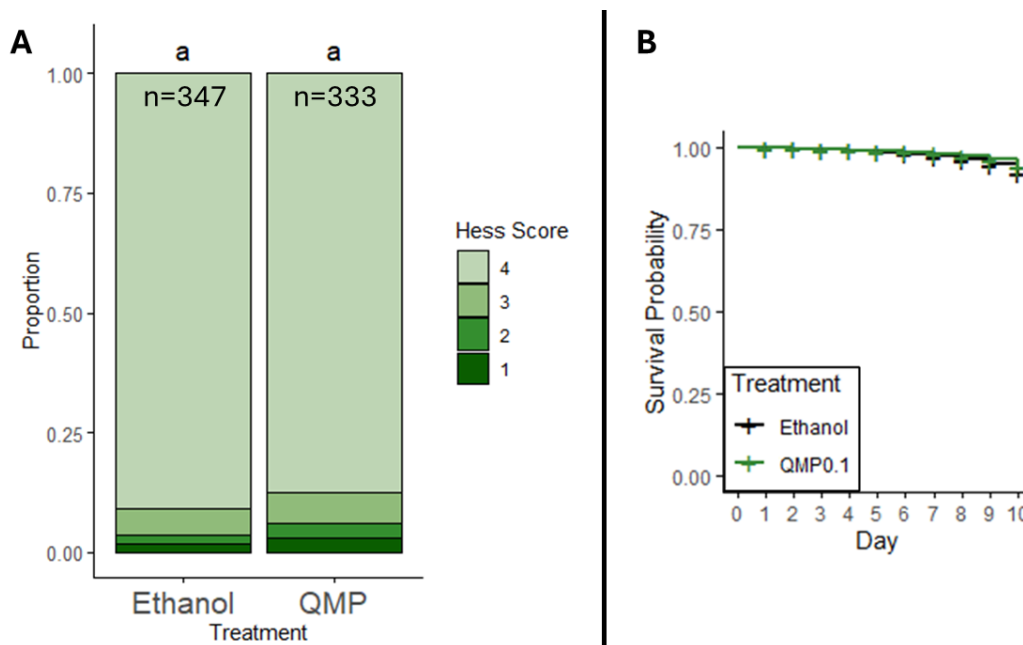 A
a a
n=347 n=333
1.00
0.75
0.50
0.25
0.00
Proportion
Ethanol QMP
Treatment
Hess Score
4
3
2
1
B
1.00
0.75
0.50
0.25
0.00
Survival Probability
Treatment
Ethanol
QMP0.1
0 1 2 3 4 5 6 7 8 9 10
Day